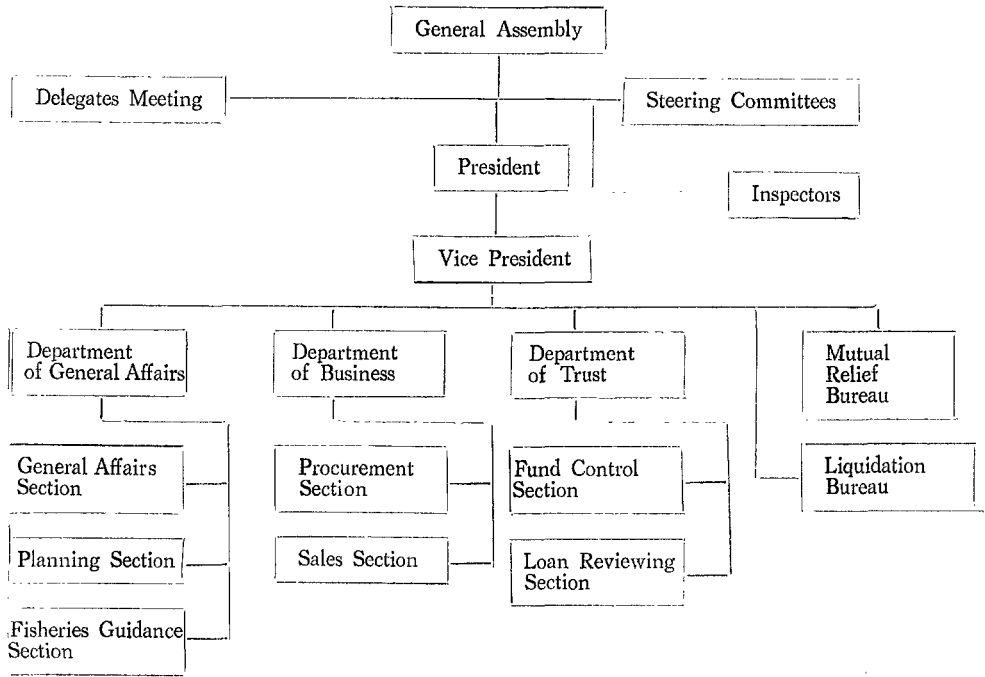 General Assembly
Delegates Meeting
Steering Committees
President
Inspectors
Vice President
Department
of General Affairs
Department
of Business
Department
of Trust
Mutual
Relief
Bureau
General Affairs
Section
Procurement
Section
Fund Control
Section
Liquidation
Bureau
Planning Section
Sales Section
Loan Reviewing
Section
Fisheries Guidance
Section